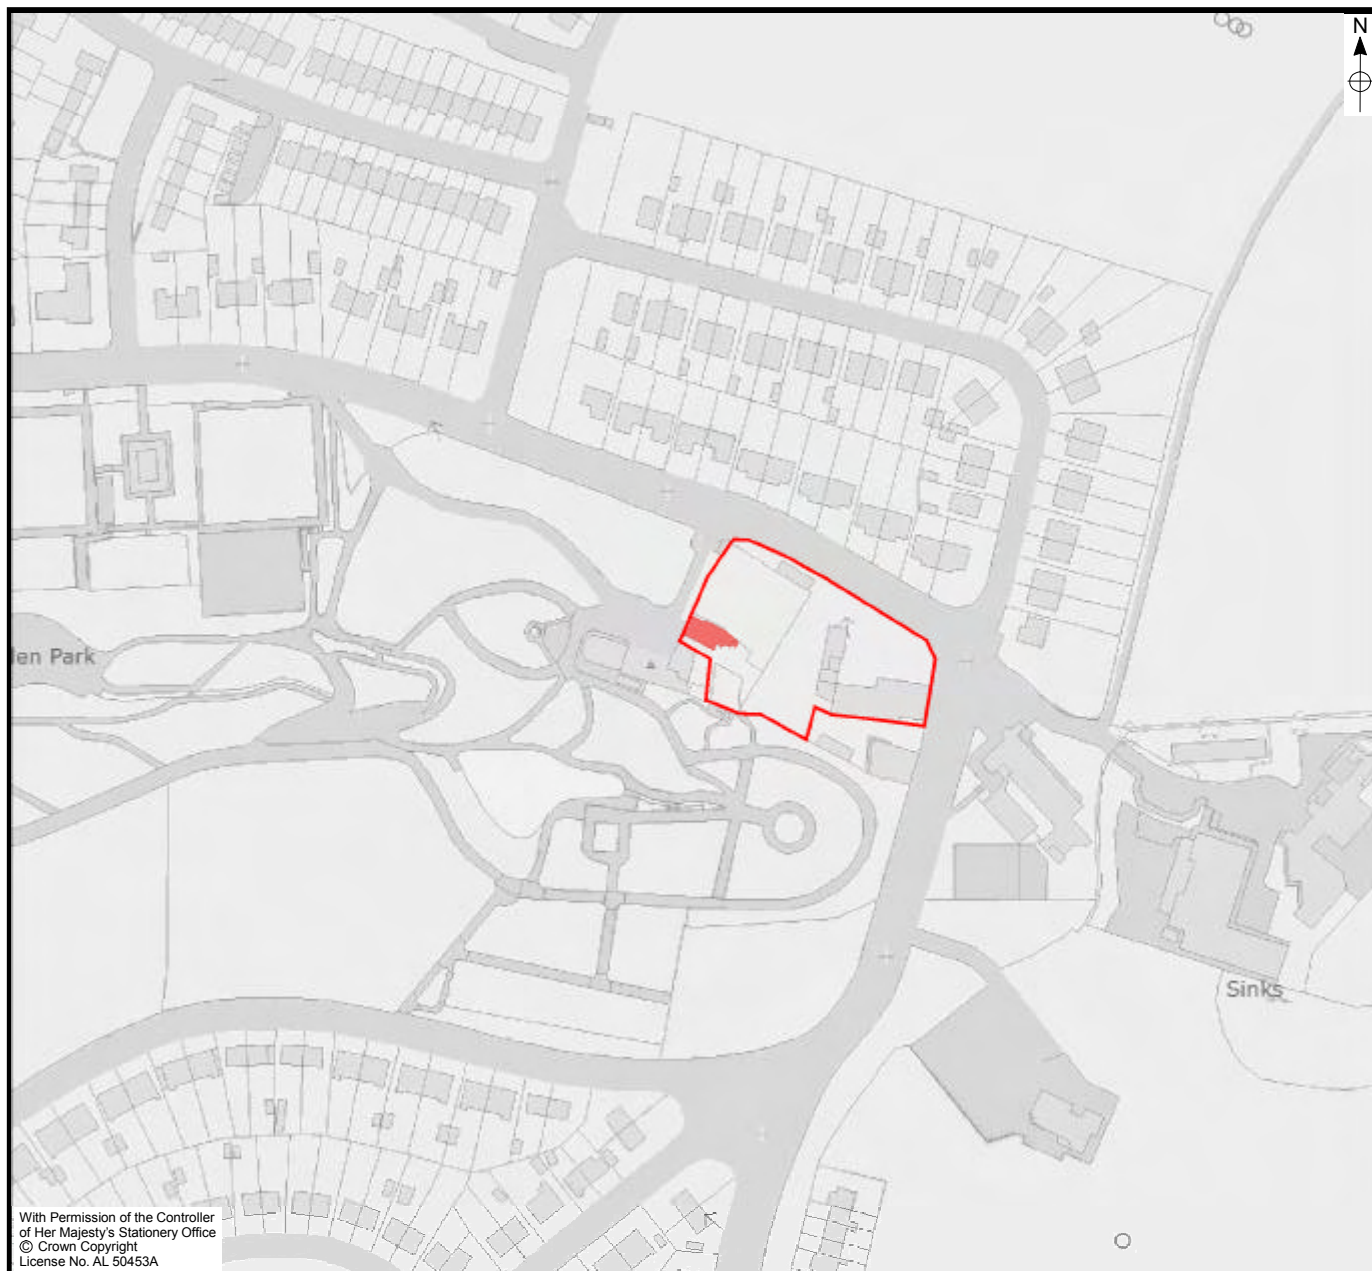 N
len Park
Sinks
With Permission of the Controller
of Her Majesty's Stationery Office
© Crown Copyright
License No. AL 50453A